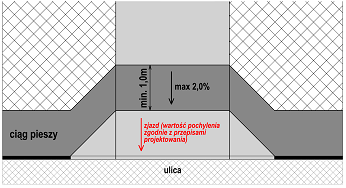 min. 1,0m
max 2,0%
ciąg pieszy
zjazd (wartość pochylenia
zgodnie z przepisami
projektowania)
ulica